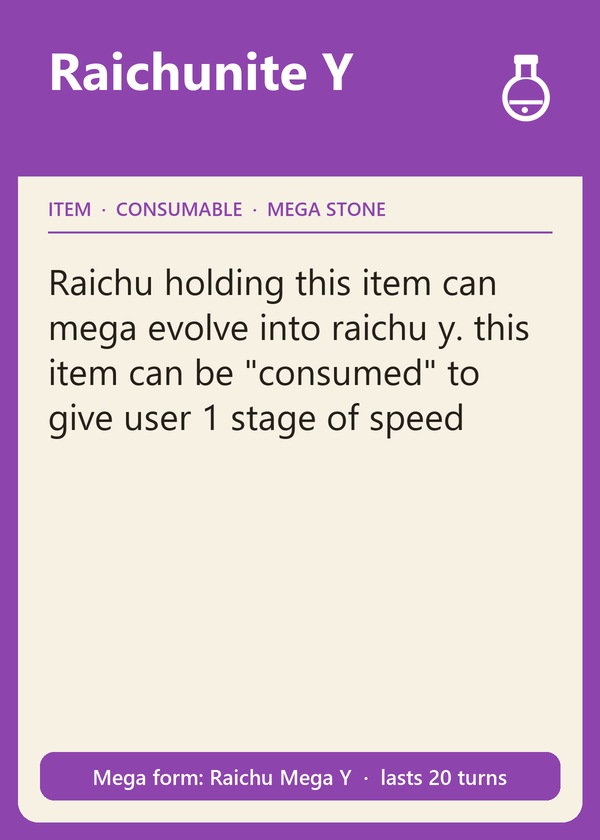 Raichunite Y
ITEM · CONSUMABLE · MEGA STONE
Raichu holding this item can
mega evolve into raichu y. this
item can be "consumed" to
give user 1 stage of speed
Mega form: Raichu Mega Y · lasts 20 turns